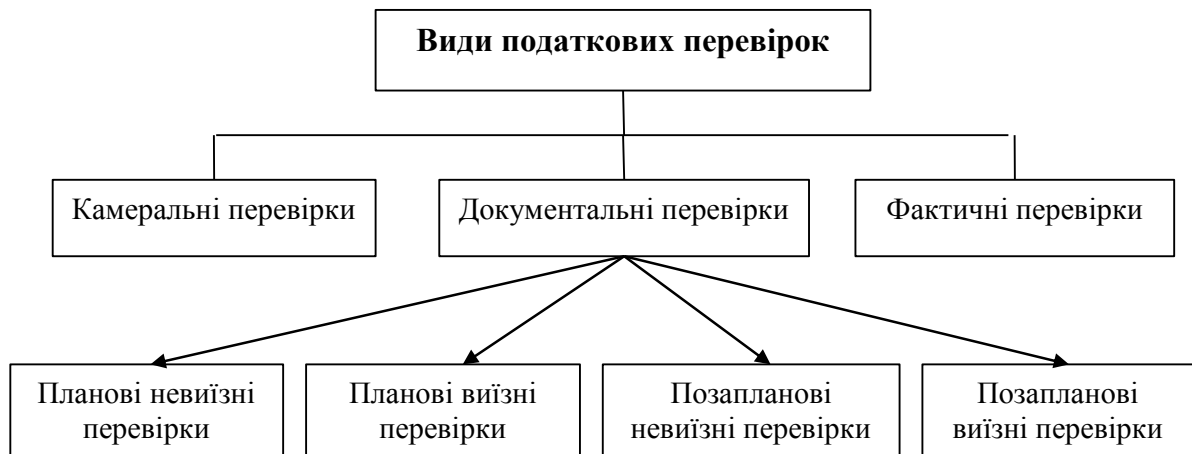 Види податкових перевірок
Камеральні перевірки
Документальні перевірки
Фактичні перевірки
Планові невиїзні
перевірки
Планові виїзні
перевірки
Позапланові
невиїзні перевірки
Позапланові
виїзні перевірки